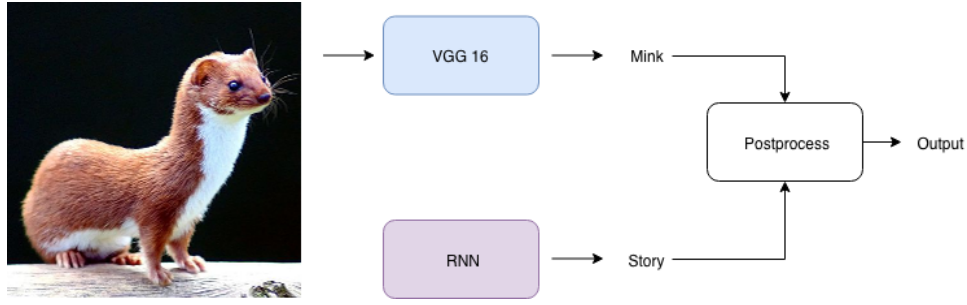 VGG 16
Mink
Postprocess
Output
RNN
Story